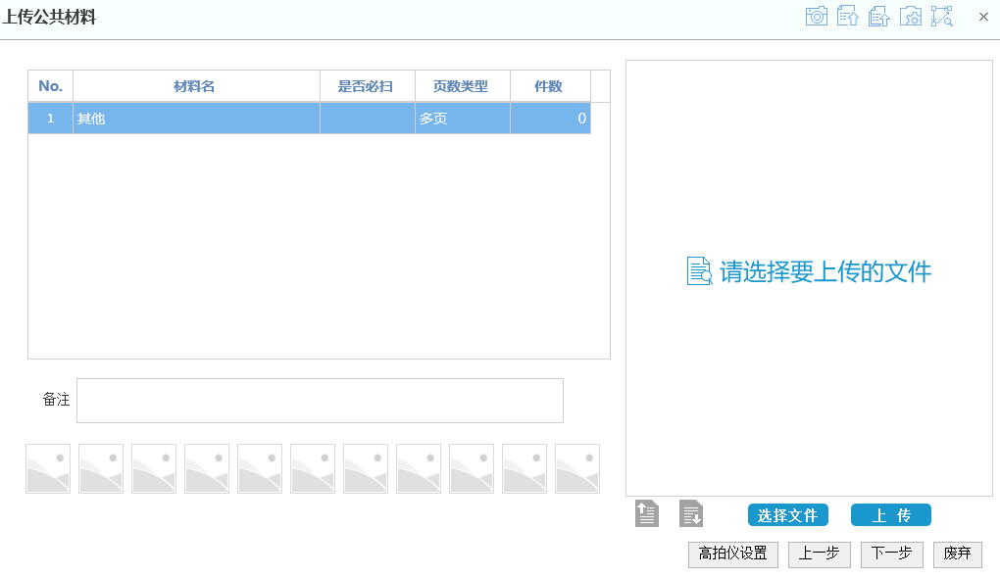 上传公共材料
No. 材料名 是否必扫 页数类型 件数
1 其他 多页 0
请选择要上传的文件
备注
选择文件 上 传
高拍仪设置 上一步 下一步 废弃